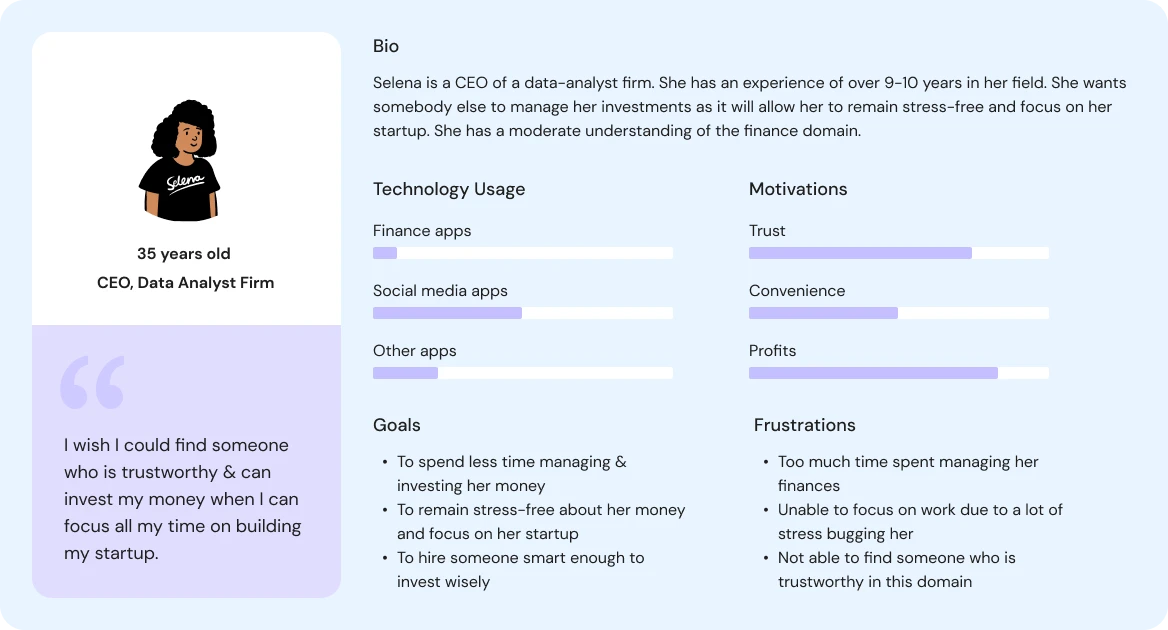 Selena
35 years old
CEO, Data Analyst Firm
“
I wish I could find someone
who is trustworthy & can
invest my money when I can
focus all my time on building
my startup.
Bio
Selena is a CEO of a data-analyst firm. She has an experience of over 9-10 years in her field. She wants
somebody else to manage her investments as it will allow her to remain stress-free and focus on her
startup. She has a moderate understanding of the finance domain.
Technology Usage
Finance apps
Social media apps
Other apps
Motivations
Trust
Convenience
Profits
Goals
• To spend less time managing &
investing her money
• To remain stress-free about her money
and focus on her startup
• To hire someone smart enough to
invest wisely
Frustrations
• Too much time spent managing her
finances
• Unable to focus on work due to a lot of
stress bugging her
• Not able to find someone who is
trustworthy in this domain